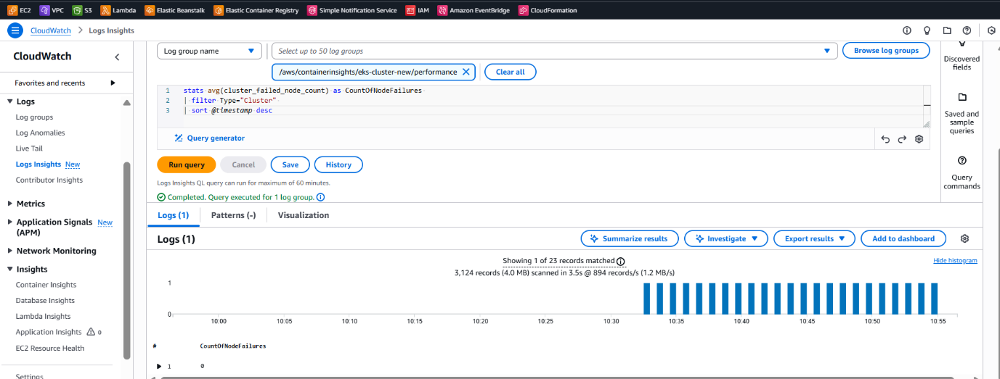 EC2 VPC S3 Lambda Elastic Beanstalk Elastic Container Registry Simple Notification Service IAM Amazon EventBridge CloudFormation
CloudWatch > Logs Insights
CloudWatch
Favorites and recents
Logs
Log groups
Log Anomalies
Live Tail
Logs Insights New
Contributor Insights
Metrics
Application Signals New
(APM)
Network Monitoring
Insights
Container Insights
Database Insights
Lambda Insights
Application Insights 0
EC2 Resource Health
Settings
Log group name
Select up to 50 log groups
Browse log groups
/aws/containerinsights/eks-cluster-new/performance
Clear all
1 stats avg(cluster_failed_node_count) as CountOfNodeFailures
2 | filter Type="Cluster"
3 | sort @timestamp desc
Query generator
Run query Cancel Save History
Logs Insights QL query can run for maximum of 60 minutes.
Completed. Query executed for 1 log group.
Logs (1) Patterns (-) Visualization
Logs (1)
Summarize results Investigate Export results Add to dashboard
Showing 1 of 23 records matched
Hide histogram
3,124 records (4.0 MB) scanned in 3.5s @ 894 records/s (1.2 MB/s)
1
0
10:00 10:05 10:10 10:15 10:20 10:25 10:30 10:35 10:40 10:45 10:50 10:55
# CountOfNodeFailures
1 0
Discovered
fields
Saved and
sample
queries
Query
commands